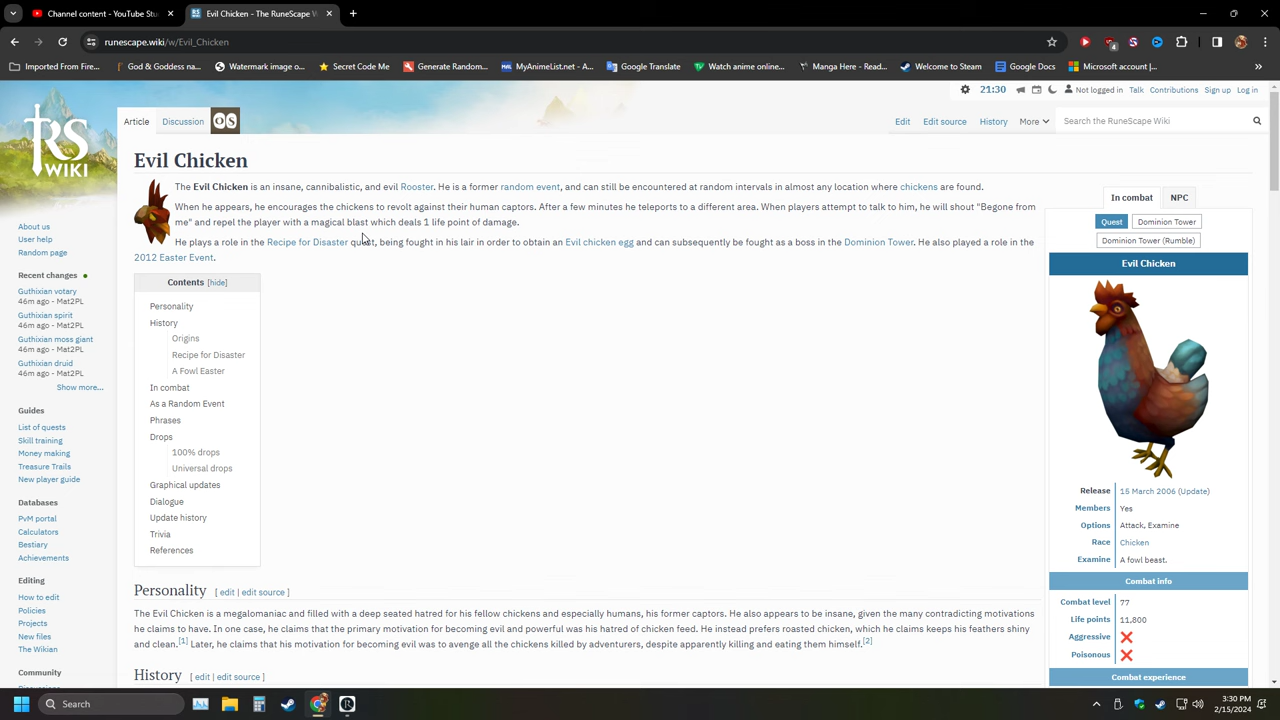 Content Content - YouTube Stu
Evil Chicken - The RuneScape Wi
runescape.wiki/w/Evil_Chicken
Imported From Firef...
God & Goddess na...
Watermark image o...
Secret Code Me
Generate Random...
MyAnimeList.net - A...
GCTutorials
Watch anime online...
Neku Araigoshi - W...
Welcome to Steam
Google Docs
Microsoft accor | H...
21:30
Not logged in Talk Contributions Sign up Log in
Article Discussion OS
Edit Edit source History More Search the RuneScape Wiki
RS
WIKI
Evil Chicken
The Evil Chicken is an insane, cannibalistic, and evil Rooster. He is a former random event, and can still be encountered at random intervals in almost any location where chickens are found.
When he appears, he encourages the chickens to revolt against their human captors. After a few minutes he teleports to a different area. When players attempt to talk to him, he will shout "Begone from
me" and repel the player with a magical blast which deals 1 life point of damage.
He plays a role in the Recipe for Disaster quest, being fought in his lair in order to obtain an Evil chicken egg and can subsequently be fought as a boss in the Dominion Tower. He also played a role in the
2012 Easter Event.
About us
User help
Random page
Recent changes
Guthixian votary
46m ago - Mat2PL
Guthixian spirit
46m ago - Mat2PL
Guthixian moss giant
46m ago - Mat2PL
Guthixian druid
46m ago - Mat2PL
Show more...
Guides
List of quests
Skill training
Money making
Treasure Trails
New player guide
Databases
PvM portal
Calculators
Bestiary
Achievements
Editing
How to edit
Policies
Projects
New files
The Wikian
Community
Contents [hide]
Personality
History
Origins
Recipe for Disaster
A Fowl Easter
In combat
As a Random Event
Phrases
Drops
100% drops
Universal drops
Graphical updates
Dialogue
Update history
Trivia
References
Personality [ edit | edit source ]
The Evil Chicken is a megalomaniac and filled with a passionate hatred for his fellow chickens and especially humans, his former captors. He also appears to be insane, given the many contradicting motivations
he claims to have. In one case, he claims that the primary motivation for becoming evil and powerful was his hatred of chicken feed. He instead prefers roasted chicken, which he claims keeps his feathers shiny
and clean.[1] Later, he claims that his motivation for becoming evil was to avenge all the chickens killed by adventurers, despite apparently killing and eating them himself.[2]
History [ edit | edit source ]
In combat NPC
Quest Dominion Tower
Dominion Tower (Rumble)
Evil Chicken
Release 15 March 2006 (Update)
Members Yes
Options Attack, Examine
Race Chicken
Examine A fowl beast.
Combat info
Combat level 77
Life points 11,800
Aggressive
Poisonous
Combat experience
Search
3:30 PM
2/15/2024